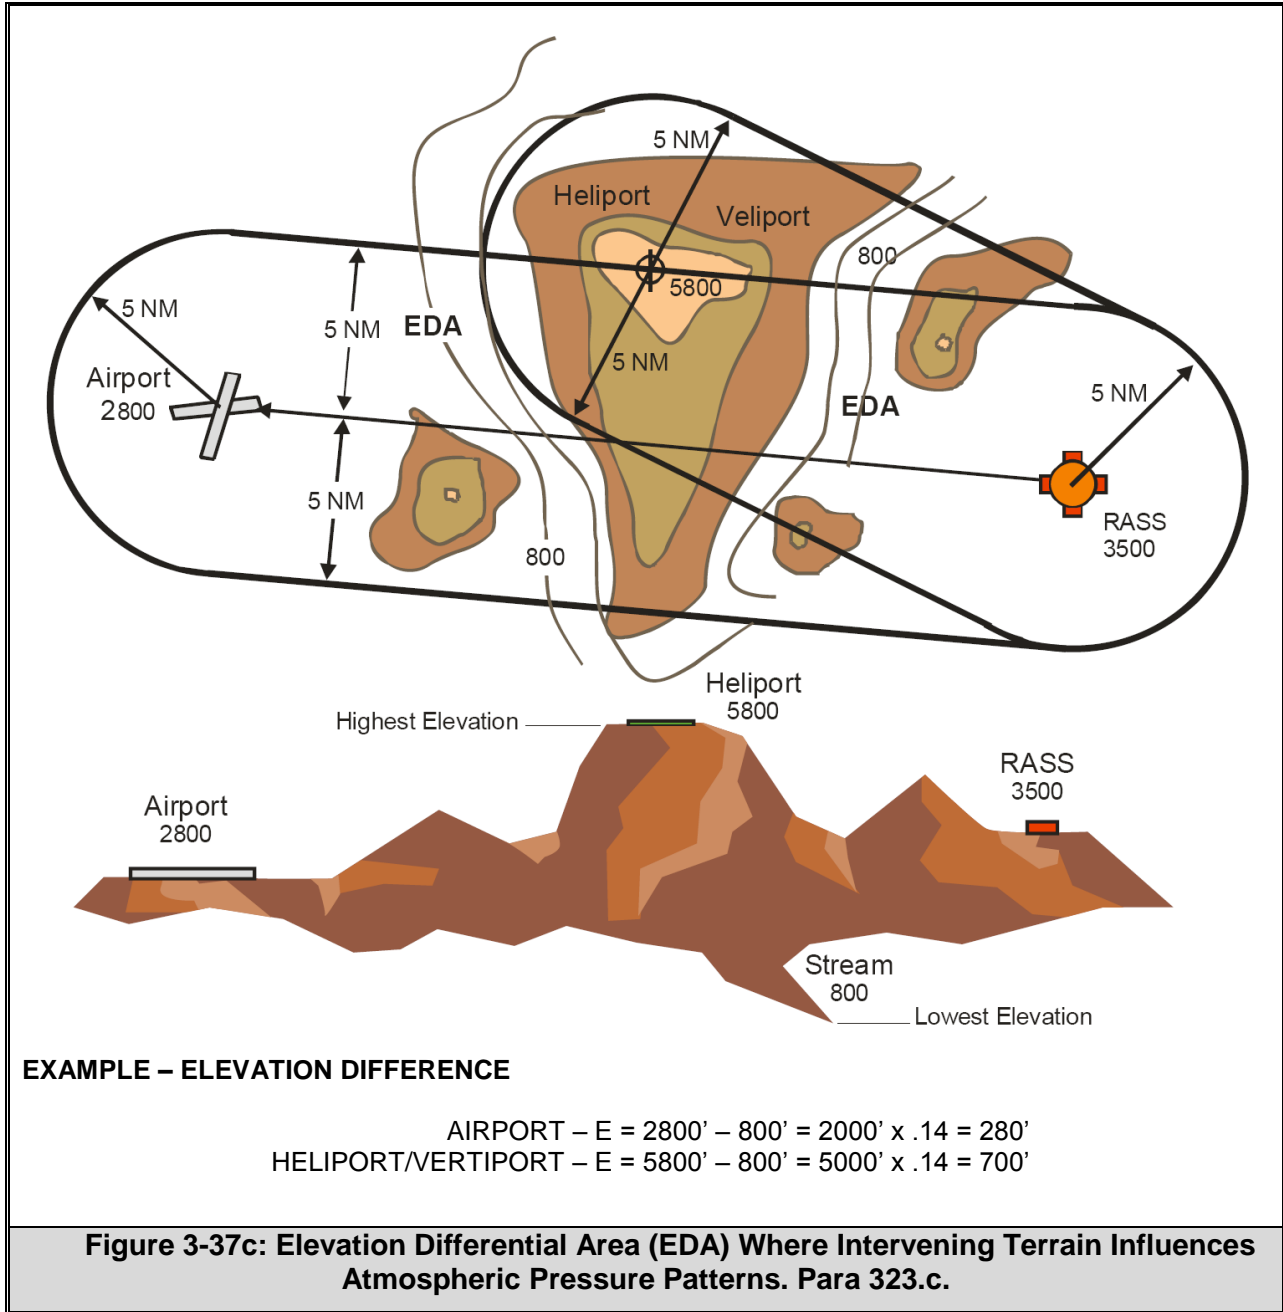 5 NM
Heliport
Veliport
800
5800
5 NM
5 NM
EDA
5 NM
5 NM
Airport
2800
EDA
5 NM
5 NM
800
RASS
3500
Heliport
5800
Highest Elevation
RASS
3500
Airport
2800
Stream
800
Lowest Elevation
EXAMPLE – ELEVATION DIFFERENCE
AIRPORT – E = 2800’ – 800’ = 2000’ x .14 = 280’
HELIPORT/VERTIPORT – E = 5800’ – 800’ = 5000’ x .14 = 700’
Figure 3-37c: Elevation Differential Area (EDA) Where Intervening Terrain Influences
Atmospheric Pressure Patterns. Para 323.c.